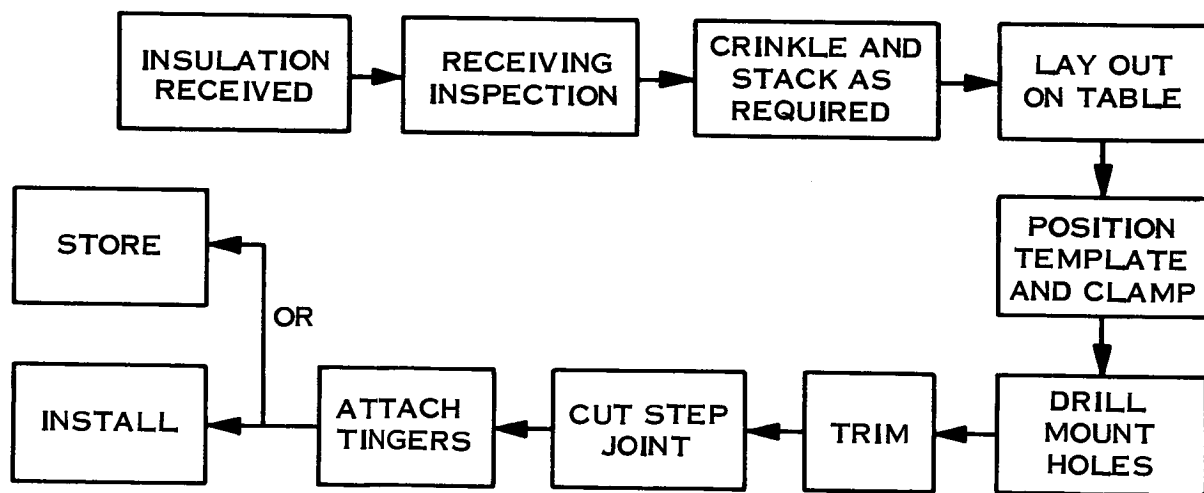 INSULATION
RECEIVED
RECEIVING
INSPECTION
CRINKLE AND
STACK AS
REQUIRED
LAY OUT
ON TABLE
POSITION
TEMPLATE
AND CLAMP
DRILL
MOUNT
HOLES
TRIM
CUT STEP
JOINT
ATTACH
TINGERS
OR
STORE
INSTALL